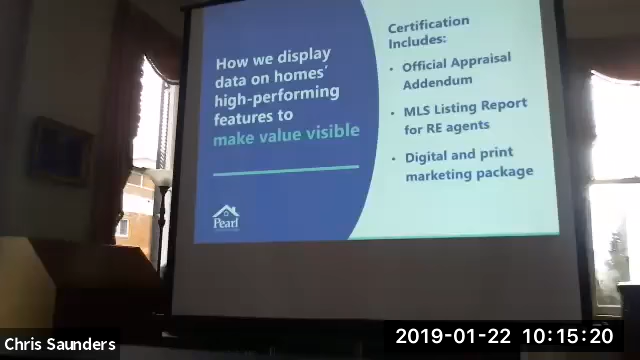 How we display
data on homes'
high-performing
features to
make value visible
Pearl
Certification
Includes:
• Official Appraisal
Addendum
• MLS Listing Report
for RE agents
• Digital and print
marketing package
Chris Saunders
2019-01-22 10:15:20